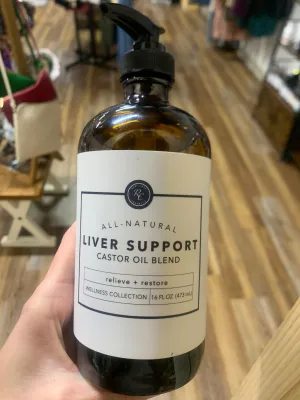 ALL-NATURAL
LIVER SUPPORT
CASTOR OIL BLEND
relieve + restore
WELLNESS COLLECTION 16 FL OZ (473 ml)